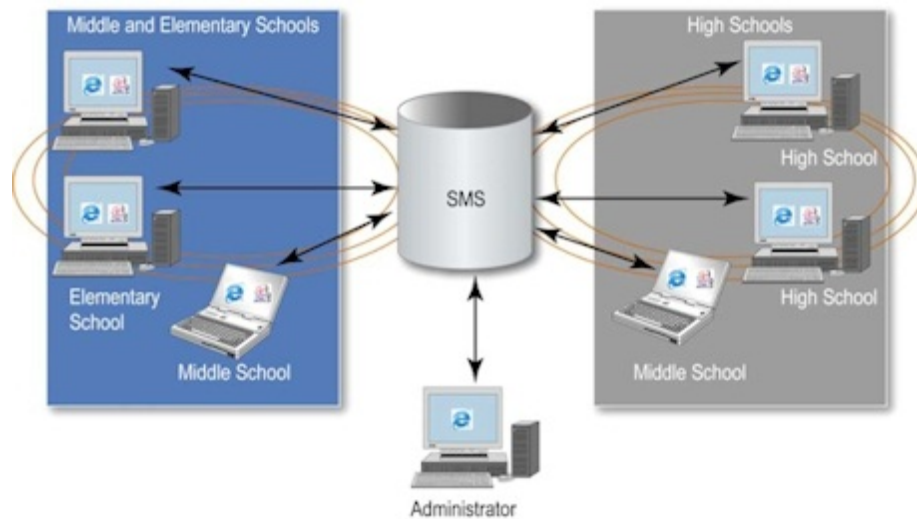 Middle and Elementary Schools
High Schools
High School
SMS
Elementary
School
High School
Middle School
Middle School
Administrator